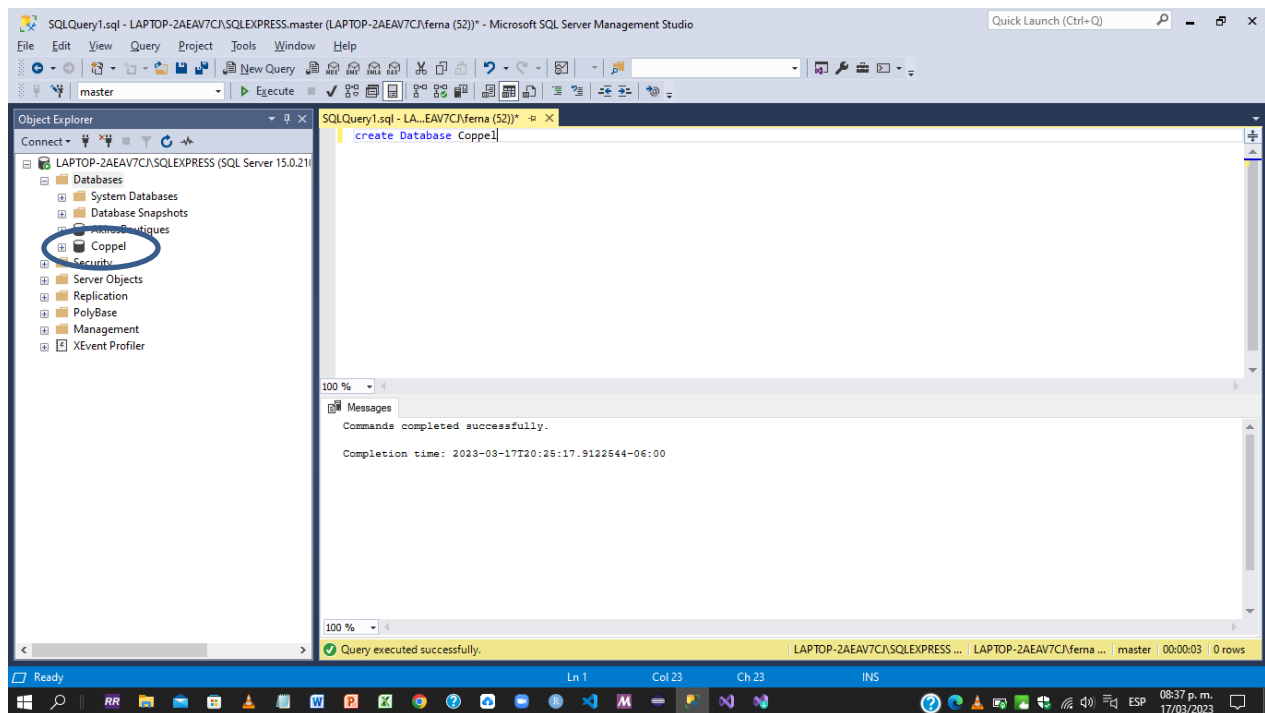 SQLQuery1.sql - LAPTOP-2AEAV7CJ\SQLEXPRESS.master (LAPTOP-2AEAV7CJ\ferna (52))* - Microsoft SQL Server Management Studio
Quick Launch (Ctrl+Q)
File Edit View Query Project Tools Window Help
New Query
master
Execute
Object Explorer
SQLQuery1.sql - LA...EAV7CJ\ferna (52))*
Connect
create Database Coppel
LAPTOP-2AEAV7CJ\SQLEXPRESS (SQL Server 15.0.210
Databases
System Databases
Database Snapshots
Coppel
Security
Server Objects
Replication
PolyBase
Management
XEvent Profiler
100 %
Messages
Commands completed successfully.
Completion time: 2023-03-17T20:25:17.9122544-06:00
100 %
Query executed successfully.
LAPTOP-2AEAV7CJ\SQLEXPRESS ... LAPTOP-2AEAV7CJ\ferna ... master 00:00:03 0 rows
Ready Ln 1 Col 23 Ch 23 INS
ESP
08:37 p. m.
17/03/2023